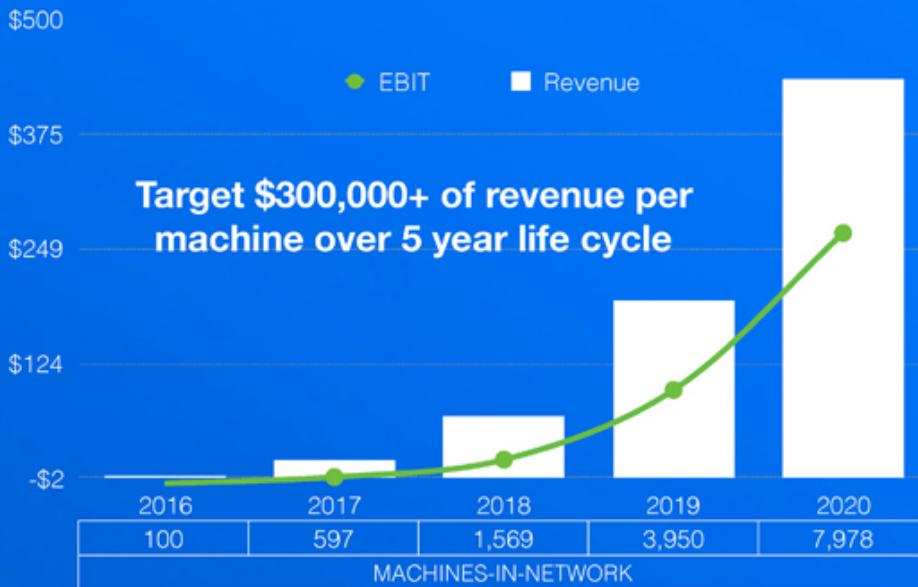 $500
EBIT Revenue
$375
Target $300,000+ of revenue per
machine over 5 year life cycle
$249
$124
-$2
2016 2017 2018 2019 2020
100 597 1,569 3,950 7,978
MACHINES-IN-NETWORK